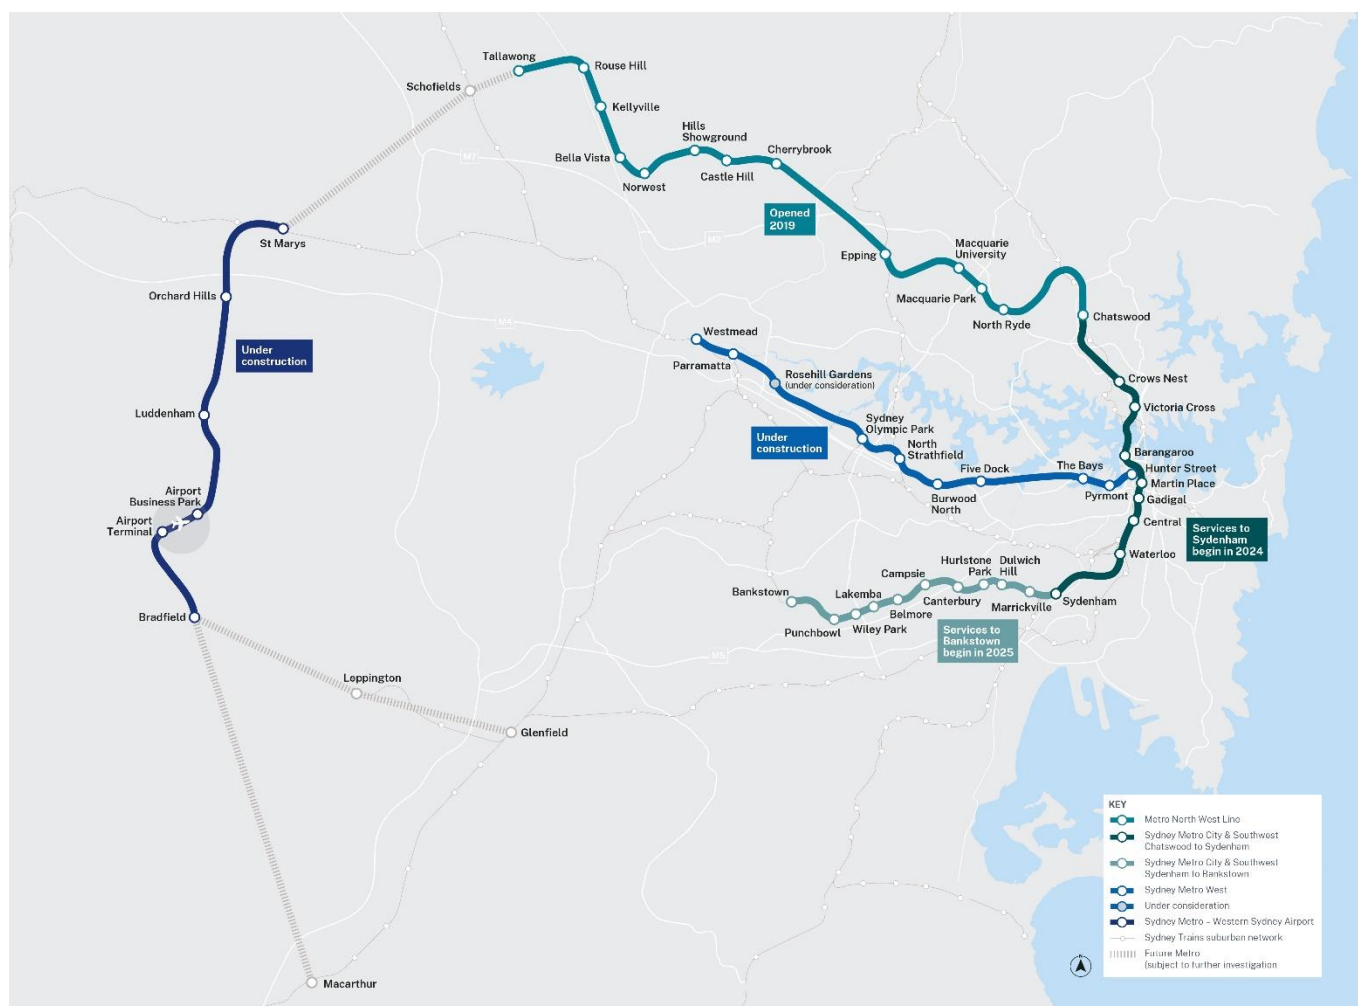 Tallawong
Rouse Hill
Schofields
Kellyville
Hills
Showground
Cherrybrook
Bella Vista
Norwest
Castle Hill
M7
Opened
2019
M2
St Marys
Epping
Macquarie
University
Orchard Hills
Macquarie Park
North Ryde
Chatswood
M4
Westmead
Under
construction
Parramatta
Rosehill Gardens
(under consideration)
Crows Nest
Victoria Cross
Luddenham
Sydney
Olympic Park
Under
construction
North
Strathfield
Barangaroo
Five Dock
The Bays
Hunter Street
Martin Place
Burwood
North
Pyrmont
Gadigal
Airport
Business Park
Airport
Terminal
Central
Services to
Sydenham
begin in 2024
Waterloo
Hurlstone
Park
Dulwich
Hill
Campsie
Bankstown
Lakemba
Canterbury
Marrickville
Sydenham
Belmore
Wiley Park
Punchbowl
Bradfield
Services to
Bankstown
begin in 2025
M5
Leppington
Glenfield
Macarthur
KEY
Metro North West Line
Sydney Metro City & Southwest
Chatswood to Sydenham
Sydney Metro City & Southwest
Sydenham to Bankstown
Sydney Metro West
Under consideration
Sydney Metro – Western Sydney Airport
Sydney Trains suburban network
Future Metro
(subject to further investigation
N